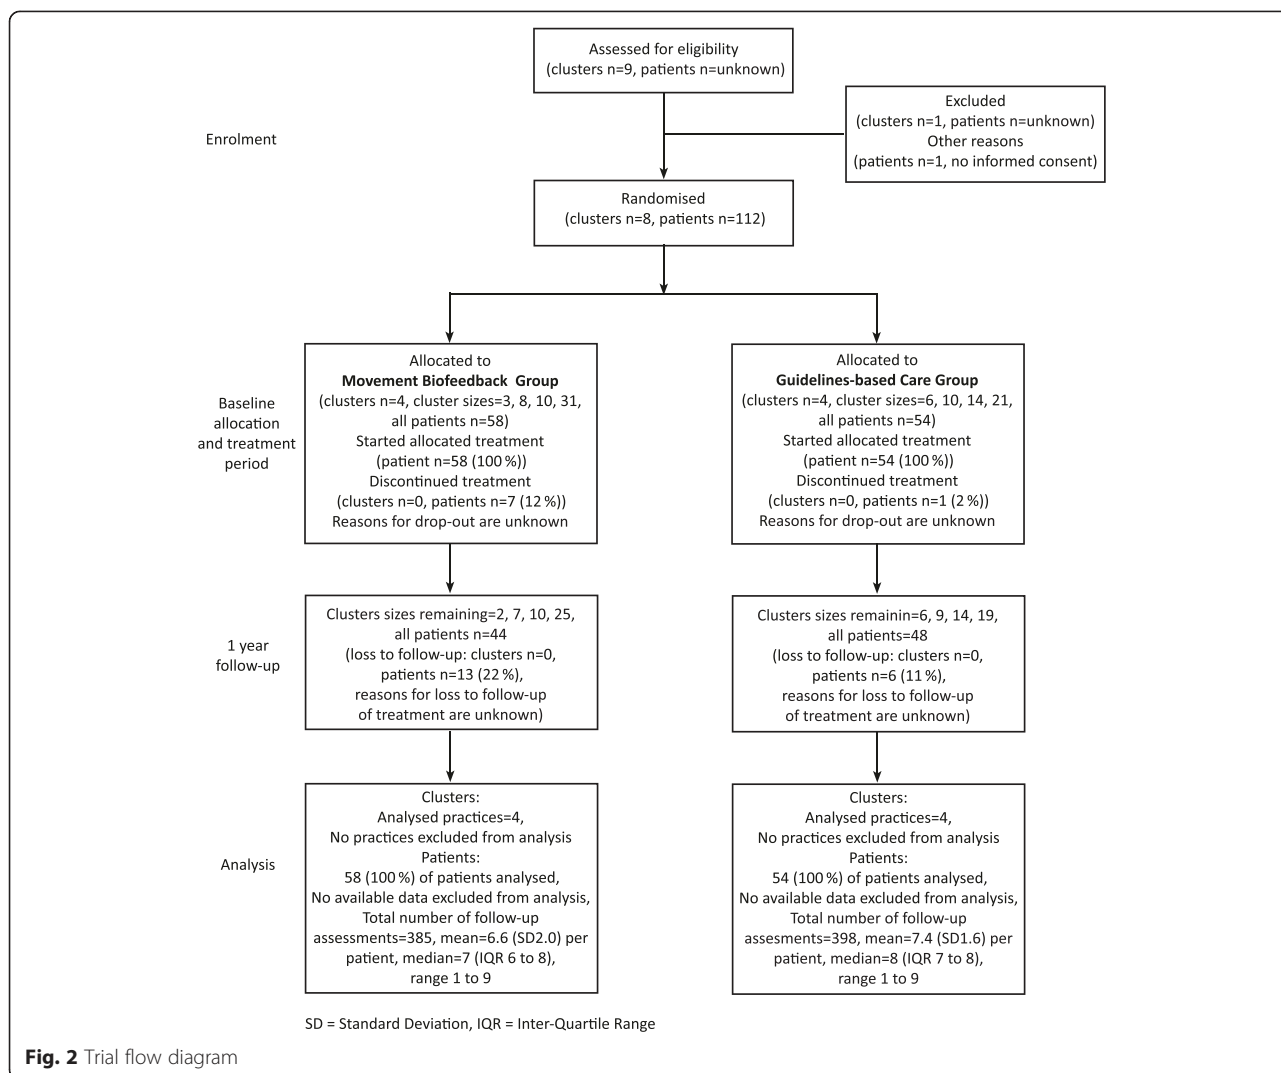 Assessed for eligibility
(clusters n=9, patients n=unknown)
Excluded
(clusters n=1, patients n=unknown)
Other reasons
(patients n=1, no informed consent)
Enrolment
Randomised
(clusters n=8, patients n=112)
Baseline
allocation
and treatment
period
Allocated to
Movement Biofeedback Group
(clusters n=4, cluster sizes=3, 8, 10, 31,
all patients n=58)
Started allocated treatment
(patient n=58 (100 %))
Discontinued treatment
(clusters n=0, patients n=7 (12 %))
Reasons for drop-out are unknown
Allocated to
Guidelines-based Care Group
(clusters n=4, cluster sizes=6, 10, 14, 21,
all patients n=54)
Started allocated treatment
(patient n=54 (100 %))
Discontinued treatment
(clusters n=0, patients n=1 (2 %))
Reasons for drop-out are unknown
1 year
follow-up
Clusters sizes remaining=2, 7, 10, 25,
all patients n=44
(loss to follow-up: clusters n=0,
patients n=13 (22 %),
reasons for loss to follow-up
of treatment are unknown)
Clusters sizes remainin=6, 9, 14, 19,
all patients=48
(loss to follow-up: clusters n=0,
patients n=6 (11 %),
reasons for loss to follow-up
of treatment are unknown)
Analysis
Clusters:
Analysed practices=4,
No practices excluded from analysis
Patients:
58 (100 %) of patients analysed,
No available data excluded from analysis,
Total number of follow-up
assessments=385, mean=6.6 (SD2.0) per
patient, median=7 (IQR 6 to 8),
range 1 to 9
Clusters:
Analysed practices=4,
No practices excluded from analysis
Patients:
54 (100 %) of patients analysed,
No available data excluded from analysis,
Total number of follow-up
assesments=398, mean=7.4 (SD1.6) per
patient, median=8 (IQR 7 to 8),
range 1 to 9
SD = Standard Deviation, IQR = Inter-Quartile Range
Fig. 2 Trial flow diagram